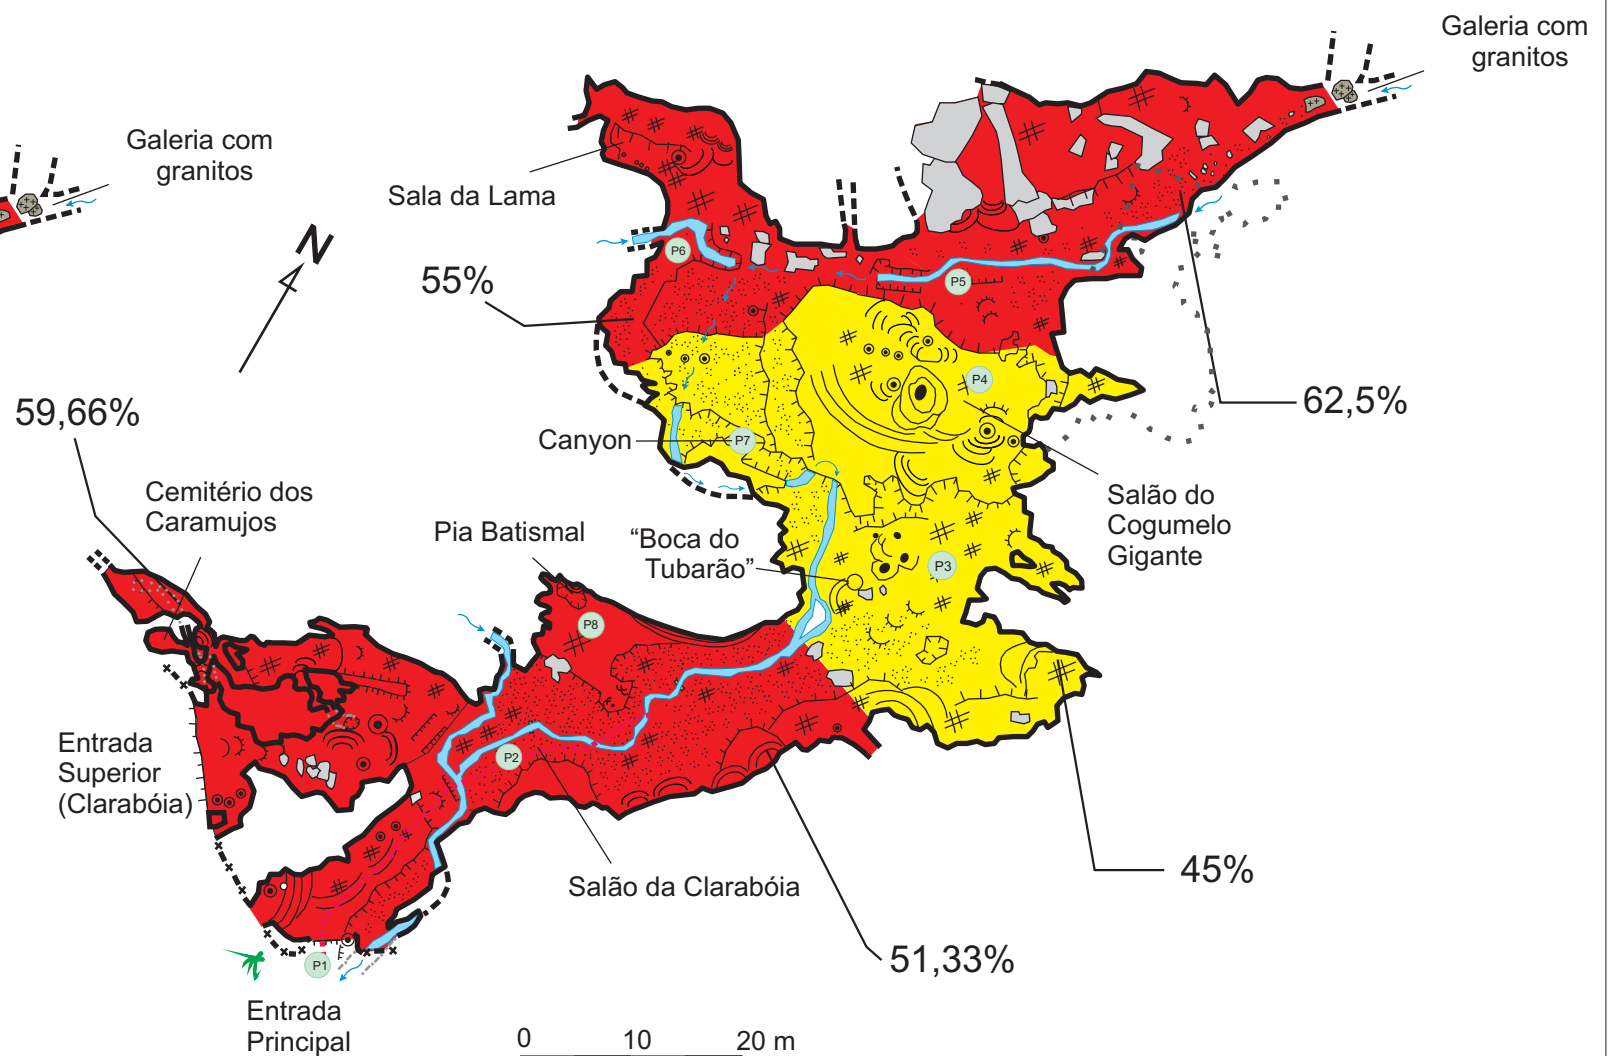 Galeria com
granitos
Galeria com
granitos
Sala da Lama
N
P6
55%
P5
59,66%
P4
62,5%
Canyon
P7
Cemitério dos
Caramujos
Salão do
Cogumelo
Gigante
Pia Batismal
“Boca do
Tubarão”
P3
P8
Entrada
Superior
(Clarabóia)
P2
45%
Salão da Clarabóia
51,33%
P1
Entrada
Principal
0 10 20 m